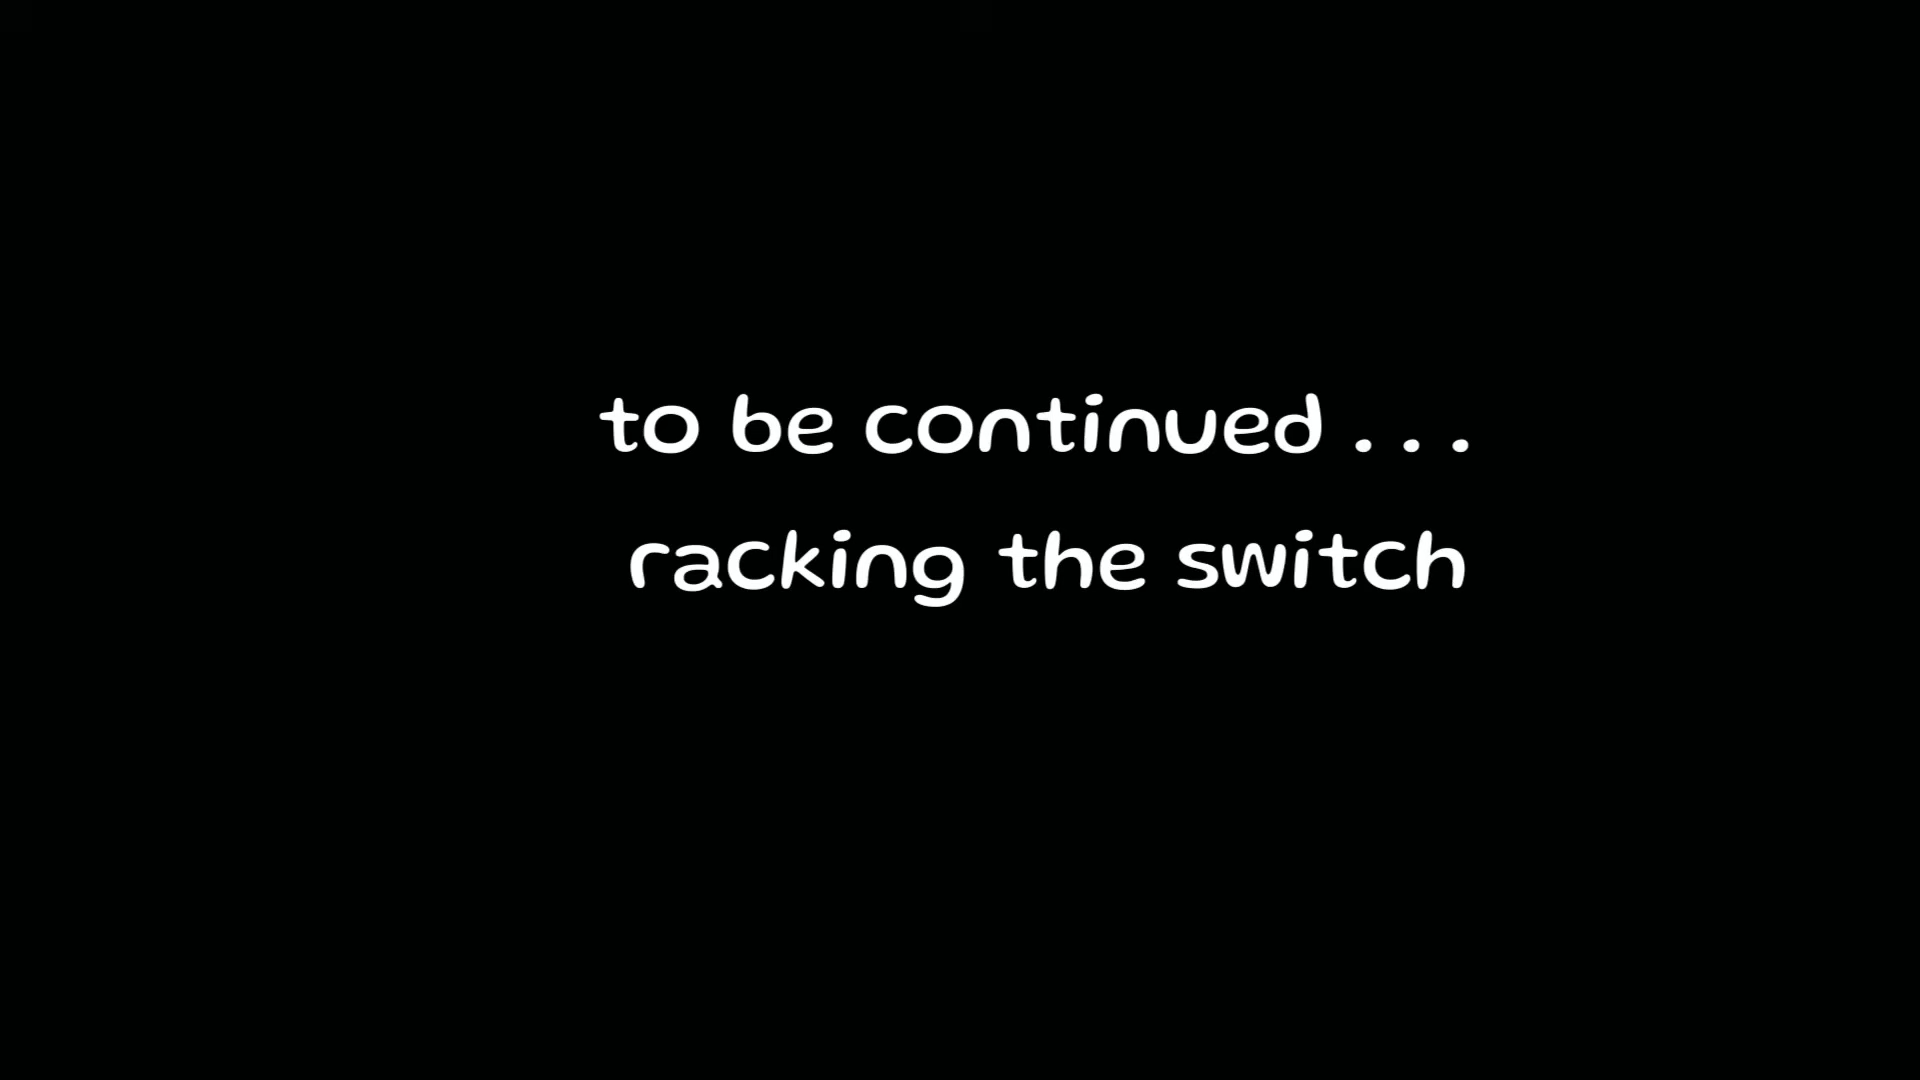 to be continued . . .
racking the switch